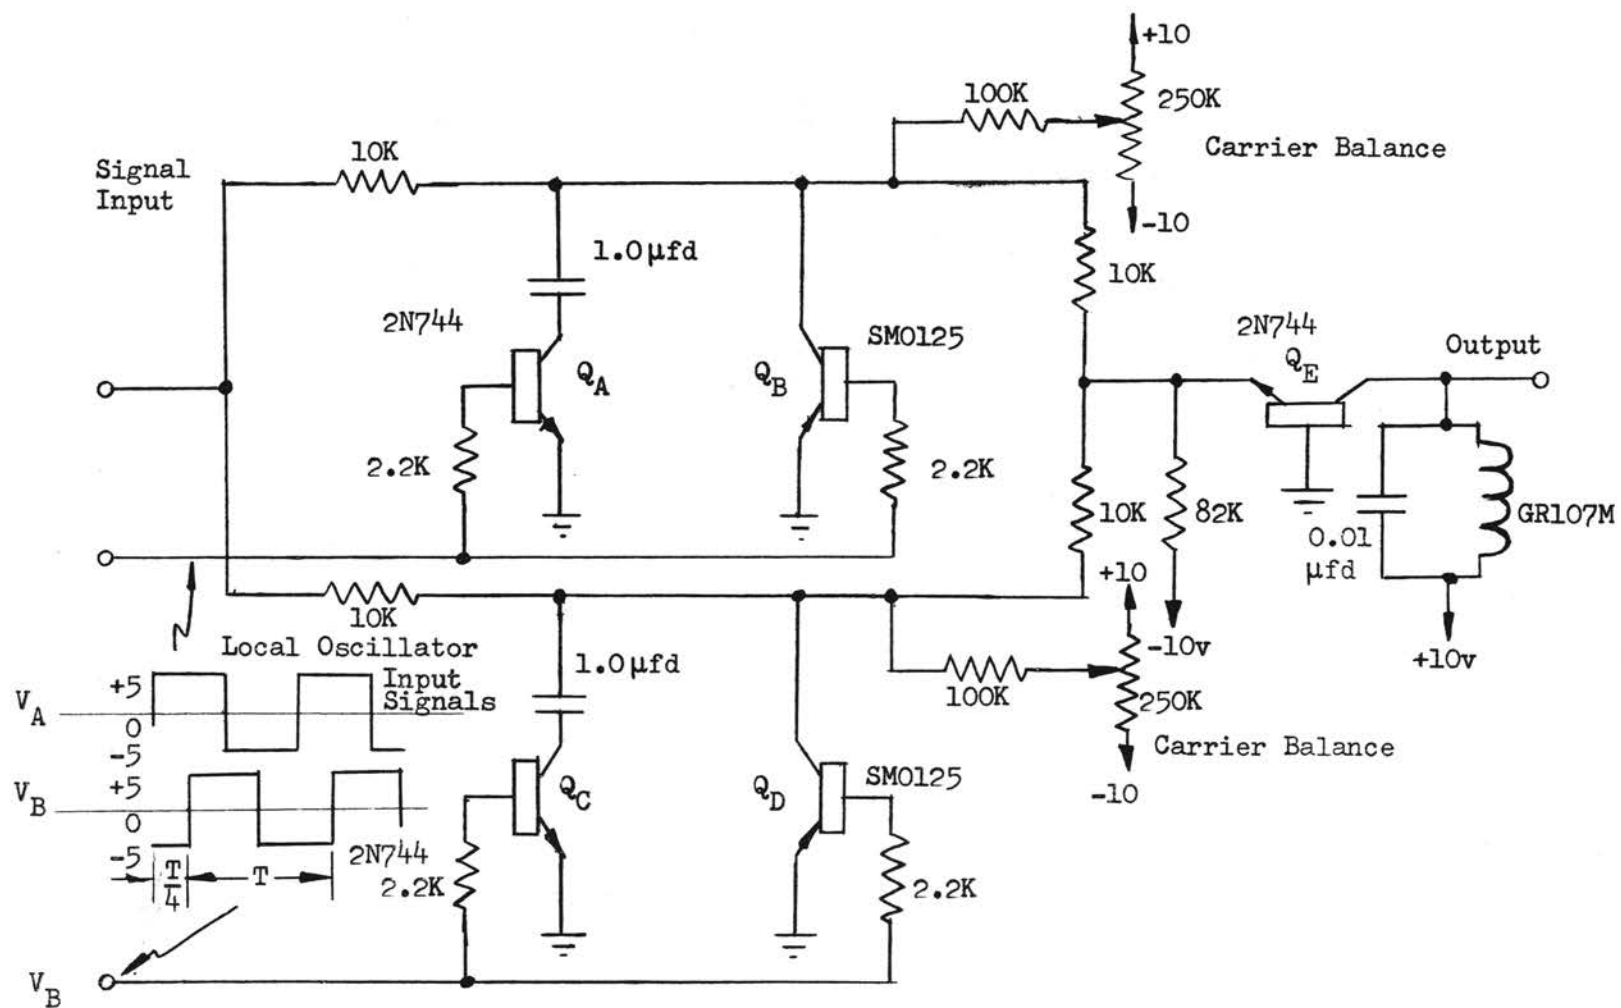 +10
100K
250K
Carrier Balance
-10
10K
Signal
Input
1.0μfd
10K
2N744
QA
QB
SM0125
2N744
QE
Output
2.2K
2.2K
10K
82K
0.01
μfd
GR107M
10K
+10
-10v
+10v
Local Oscillator
Input
Signals
1.0μfd
100K
250K
Carrier Balance
-10
VA
+5
0
-5
VB
+5
0
-5
T/4
T
2N744
2.2K
QC
QD
SM0125
2.2K
VB